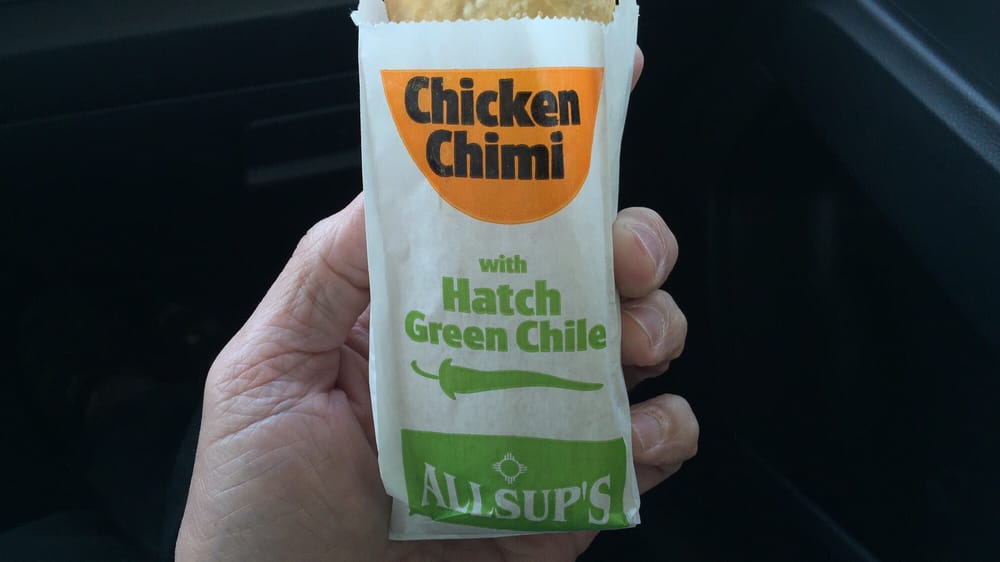 Chicken
Chimi
with
Hatch
Green Chile
ALLSUP'S